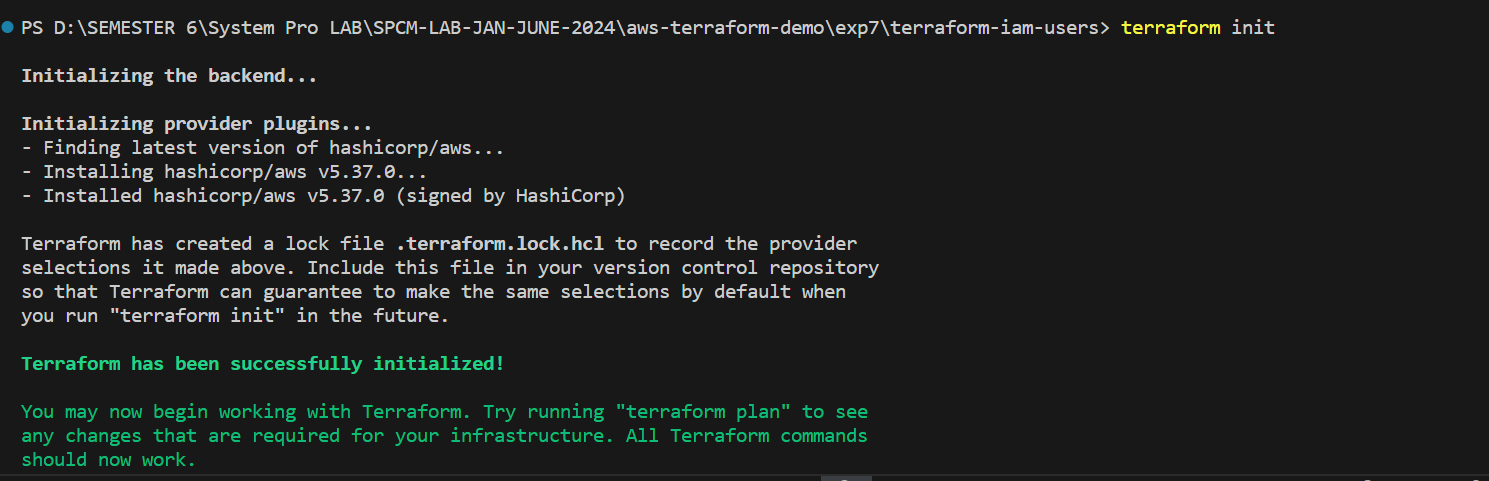 PS D:\SEMESTER 6\System Pro LAB\SPCM-LAB-JAN-JUNE-2024\aws-terraform-demo\exp7\terraform-iam-users> terraform init
Initializing the backend...
Initializing provider plugins...
- Finding latest version of hashicorp/aws...
- Installing hashicorp/aws v5.37.0...
- Installed hashicorp/aws v5.37.0 (signed by HashiCorp)
Terraform has created a lock file .terraform.lock.hcl to record the provider
selections it made above. Include this file in your version control repository
so that Terraform can guarantee to make the same selections by default when
you run "terraform init" in the future.
Terraform has been successfully initialized!
You may now begin working with Terraform. Try running "terraform plan" to see
any changes that are required for your infrastructure. All Terraform commands
should now work.